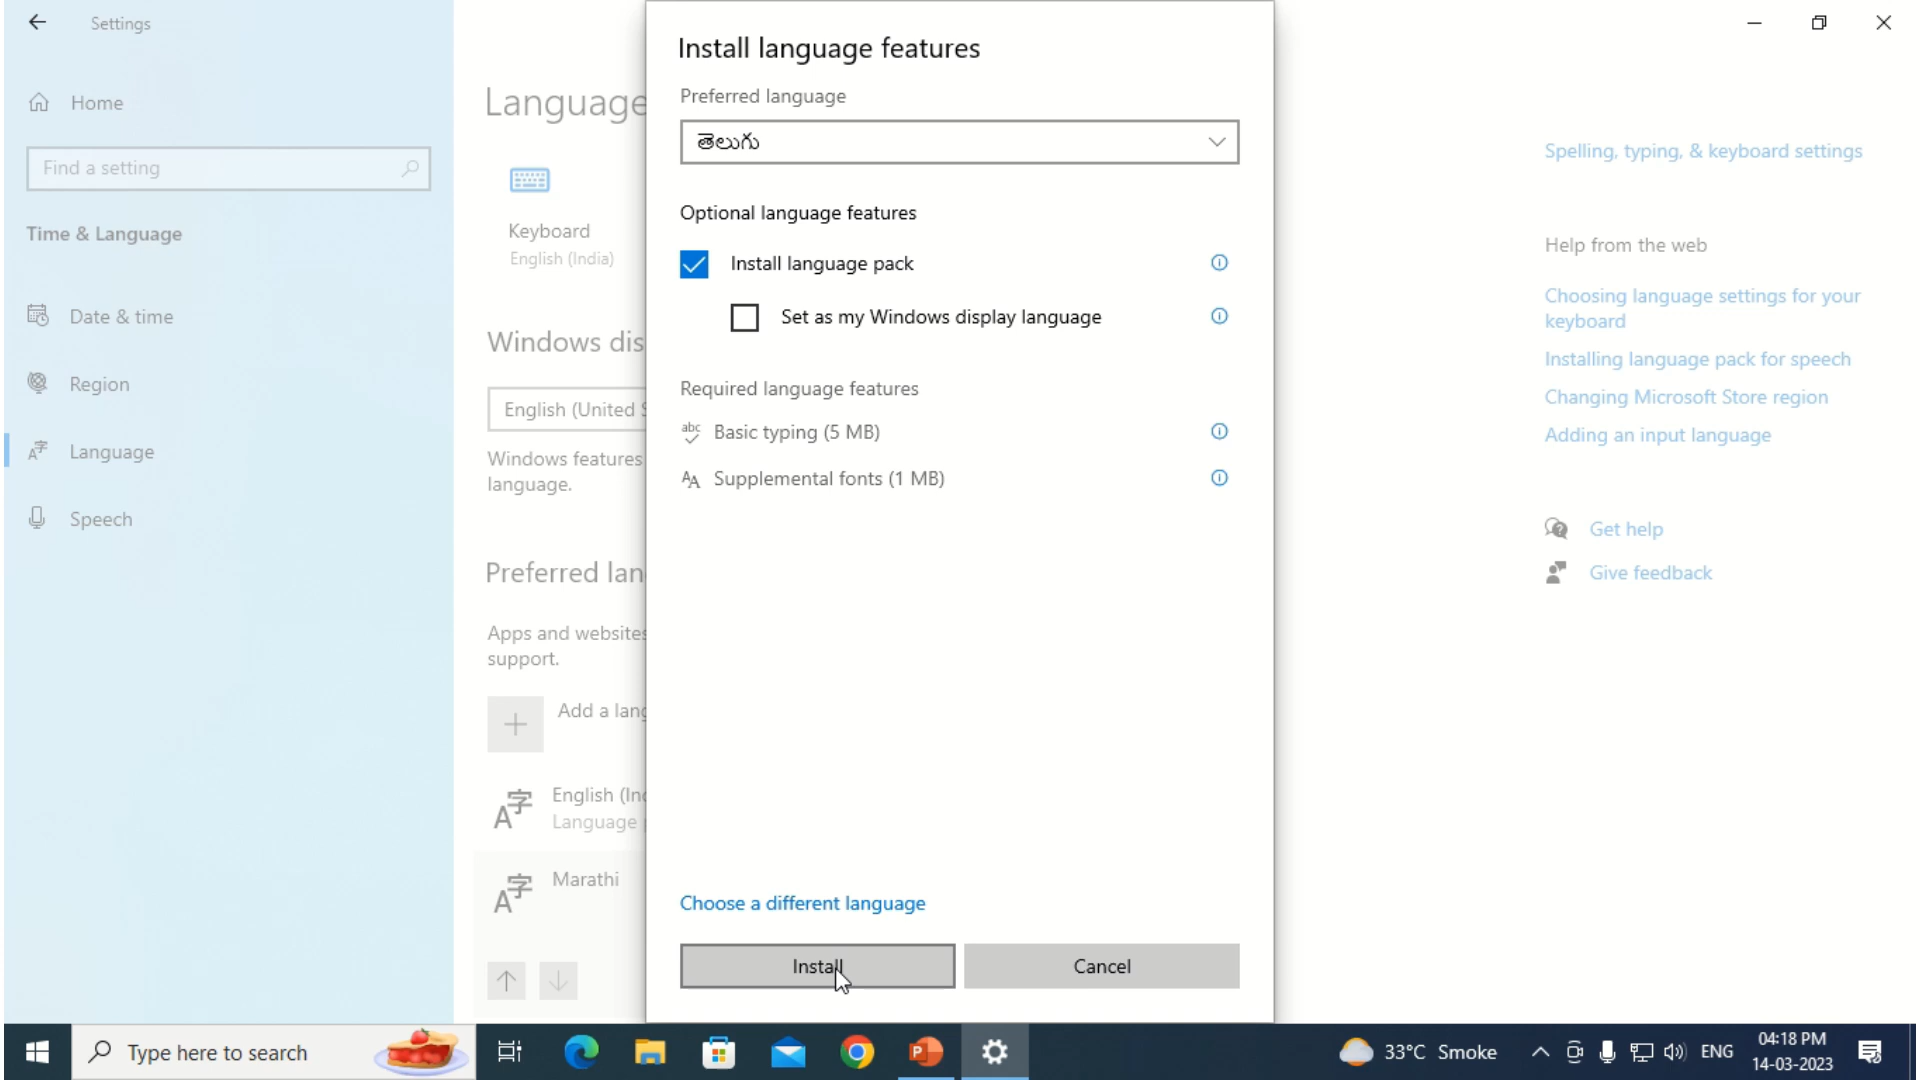 Settings
Home
Find a setting
Time & Language
Date & time
Region
Language
Speech
Language
Keyboard
English (India)
Windows dis
English (United S
Windows features
language.
Preferred lan
Apps and websites
support.
Add a lang
English (Ind
Language p
Marathi
Install language features
Preferred language
తెలుగు
Optional language features
Install language pack
Set as my Windows display language
Required language features
Basic typing (5 MB)
Supplemental fonts (1 MB)
Choose a different language
Install
Cancel
Spelling, typing, & keyboard settings
Help from the web
Choosing language settings for your
keyboard
Installing language pack for speech
Changing Microsoft Store region
Adding an input language
Get help
Give feedback
Type here to search
33°C Smoke
ENG
04:18 PM
14-03-2023